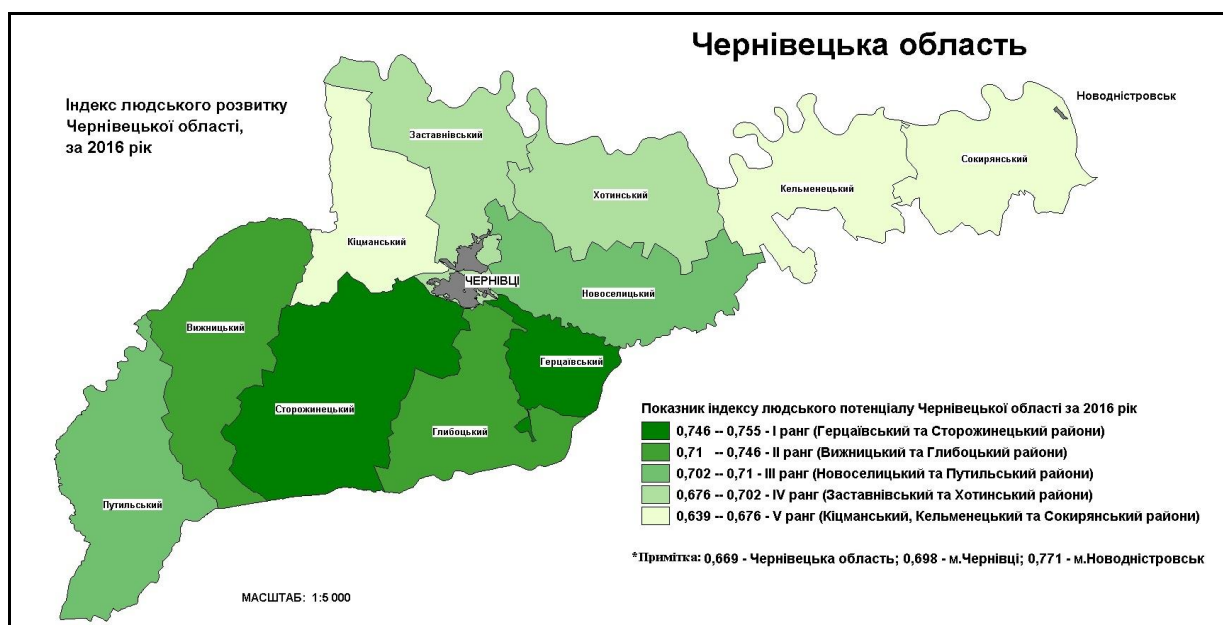 Чернівецька область
Індекс людського розвитку
Чернівецької області,
за 2016 рік
Новодністровськ
Заставнівський
Сокирянський
Кельменецький
Хотинський
Кіцманський
ЧЕРНІВЦІ
Новоселицький
Вижницький
Герцаївський
Сторожинецький
Глибоцький
Путильський
Показник індексу людського потенціалу Чернівецької області за 2016 рік
0,746 -- 0,755 - І ранг (Герцаївський та Сторожинецький райони)
0,71 -- 0,746 - ІІ ранг (Вижницький та Глибоцький райони)
0,702 -- 0,71 - ІІІ ранг (Новоселицький та Путильський райони)
0,676 -- 0,702 - IV ранг (Заставнівський та Хотинський райони)
0,639 -- 0,676 - V ранг (Кіцманський, Кельменецький та Сокирянський райони)
*Примітка: 0,669 - Чернівецька область; 0,698 - м.Чернівці; 0,771 - м.Новодністровськ
МАСШТАБ: 1:5 000